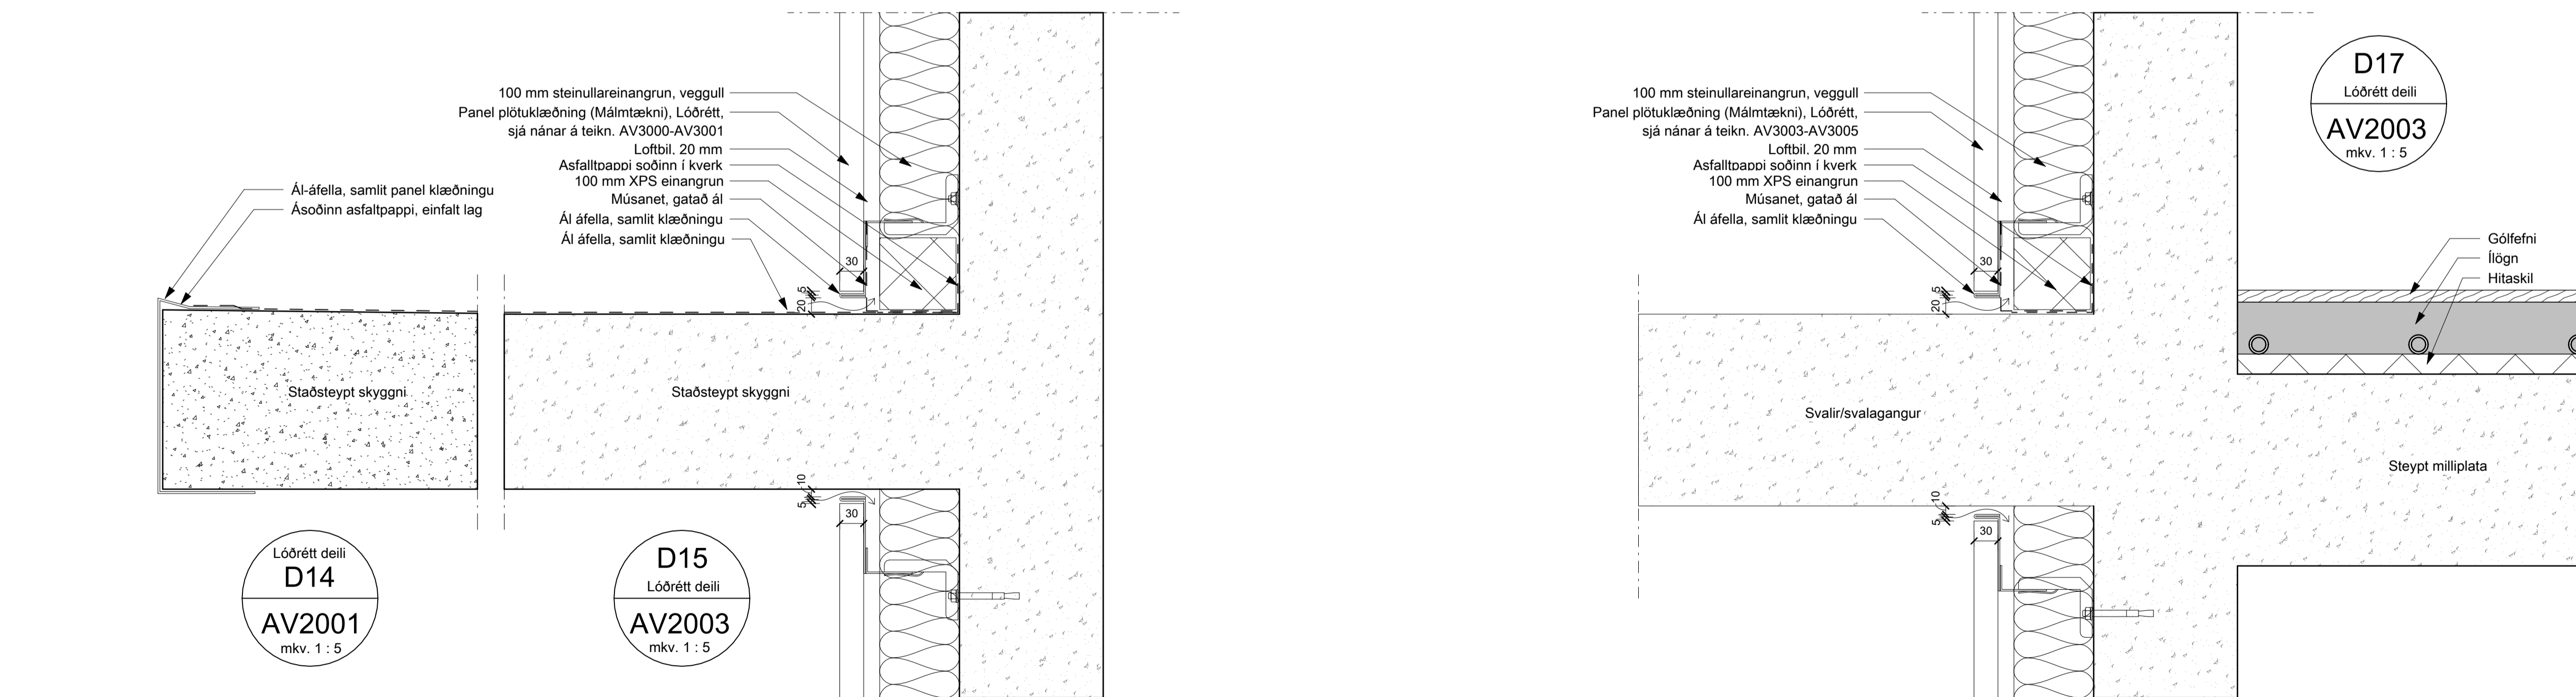 100 mm steinullareinangrun, veggull
Panel plötuklæðning (Málmtækni), Lóðrétt,
sjá nánar á teikn. AV3000-AV3001
Loftbil. 20 mm
Asfalltpappi soðinn í kverk
100 mm XPS einangrun
Músanet, gatað ál
Ál áfella, samlit klæðningu
Ál áfella, samlit klæðningu
Ál-áfella, samlit panel klæðningu
Ásoðinn asfaltpappi, einfalt lag
30
5
20
Staðsteypt skyggni
Staðsteypt skyggni
10
5
30
Lóðrétt deili
D14
AV2001
mkv. 1 : 5
D15
Lóðrétt deili
AV2003
mkv. 1 : 5
100 mm steinullareinangrun, veggull
Panel plötuklæðning (Málmtækni), Lóðrétt,
sjá nánar á teikn. AV3003-AV3005
Loftbil. 20 mm
Asfalltpappi soðinn í kverk
100 mm XPS einangrun
Músanet, gatað ál
Ál áfella, samlit klæðningu
30
5
20
D17
Lóðrétt deili
AV2003
mkv. 1 : 5
Gólfefni
Ílögn
Hitaskil
Svalir/svalagangur
Steypt milliplata
10
5
30